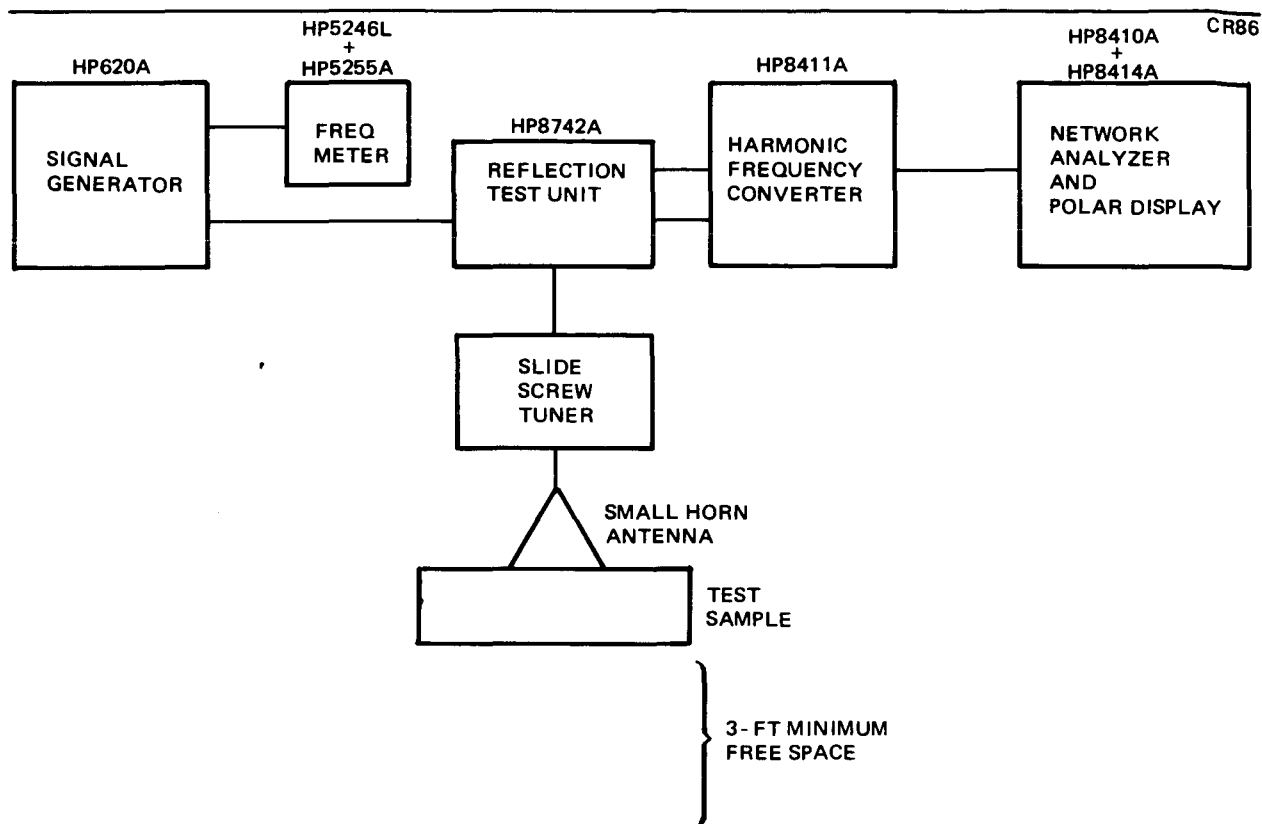 CR86
HP620A
SIGNAL
GENERATOR
HP5246L
+
HP5255A
FREQ
METER
HP8742A
REFLECTION
TEST UNIT
HP8411A
HARMONIC
FREQUENCY
CONVERTER
HP8410A
+
HP8414A
NETWORK
ANALYZER
AND
POLAR DISPLAY
SLIDE
SCREW
TUNER
SMALL HORN
ANTENNA
TEST
SAMPLE
3-FT MINIMUM
FREE SPACE